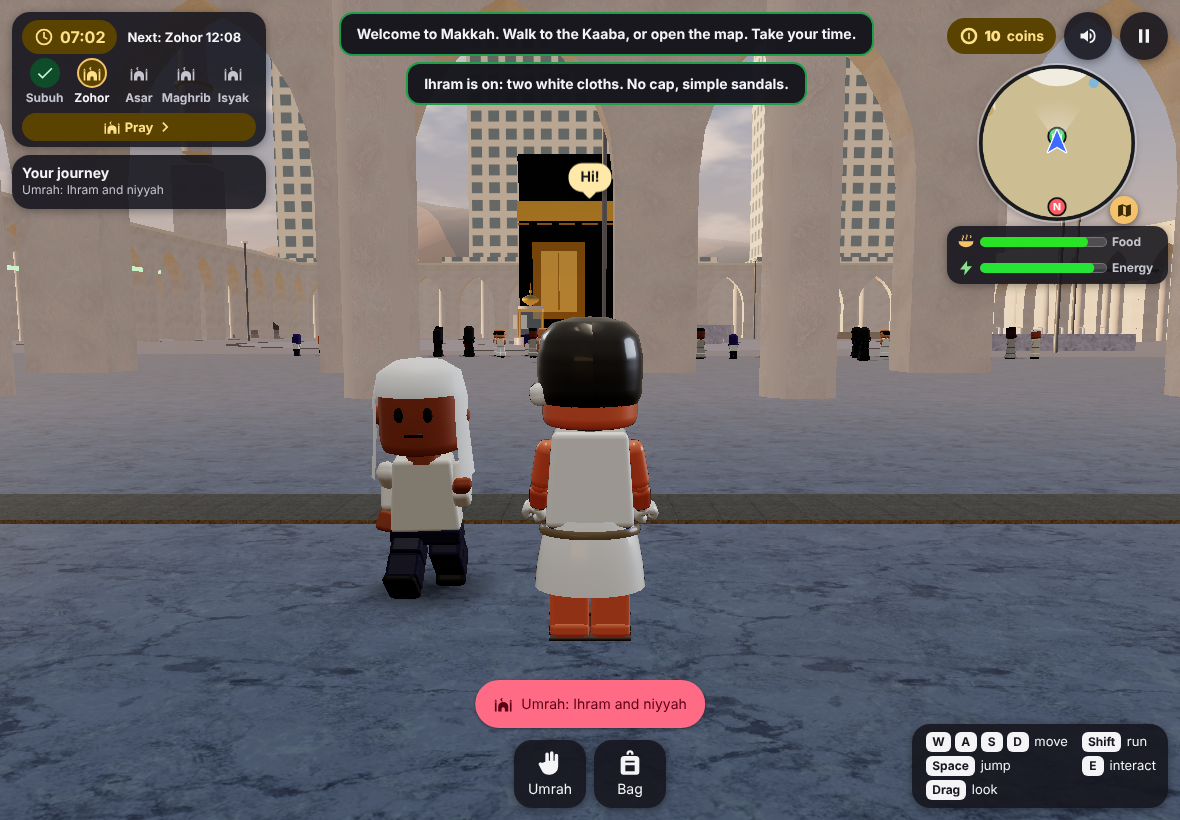 07:02
Next: Zohor 12:08
Subuh
Zohor
Asar
Maghrib
Isyak
Pray
Your journey
Umrah: Ihram and niyyah
Welcome to Makkah. Walk to the Kaaba, or open the map. Take your time.
Ihram is on: two white cloths. No cap, simple sandals.
10 coins
N
Food
Energy
Hi!
Umrah: Ihram and niyyah
Umrah
Bag
W A S D move
Shift run
Space jump
E interact
Drag look